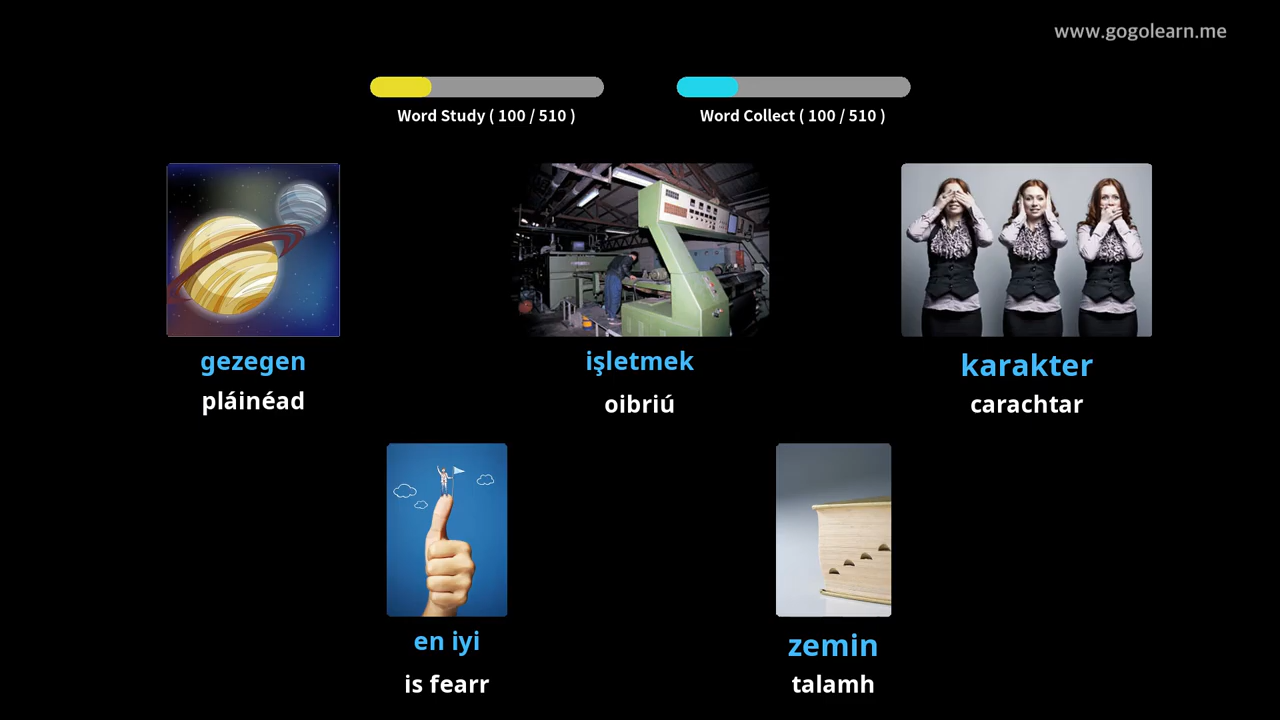 www.gogolearn.me
Word Study ( 100 / 510 )
Word Collect ( 100 / 510 )
gezegen
pláinéad
işletmek
oibriú
karakter
carachtar
en iyi
is fearr
zemin
talamh